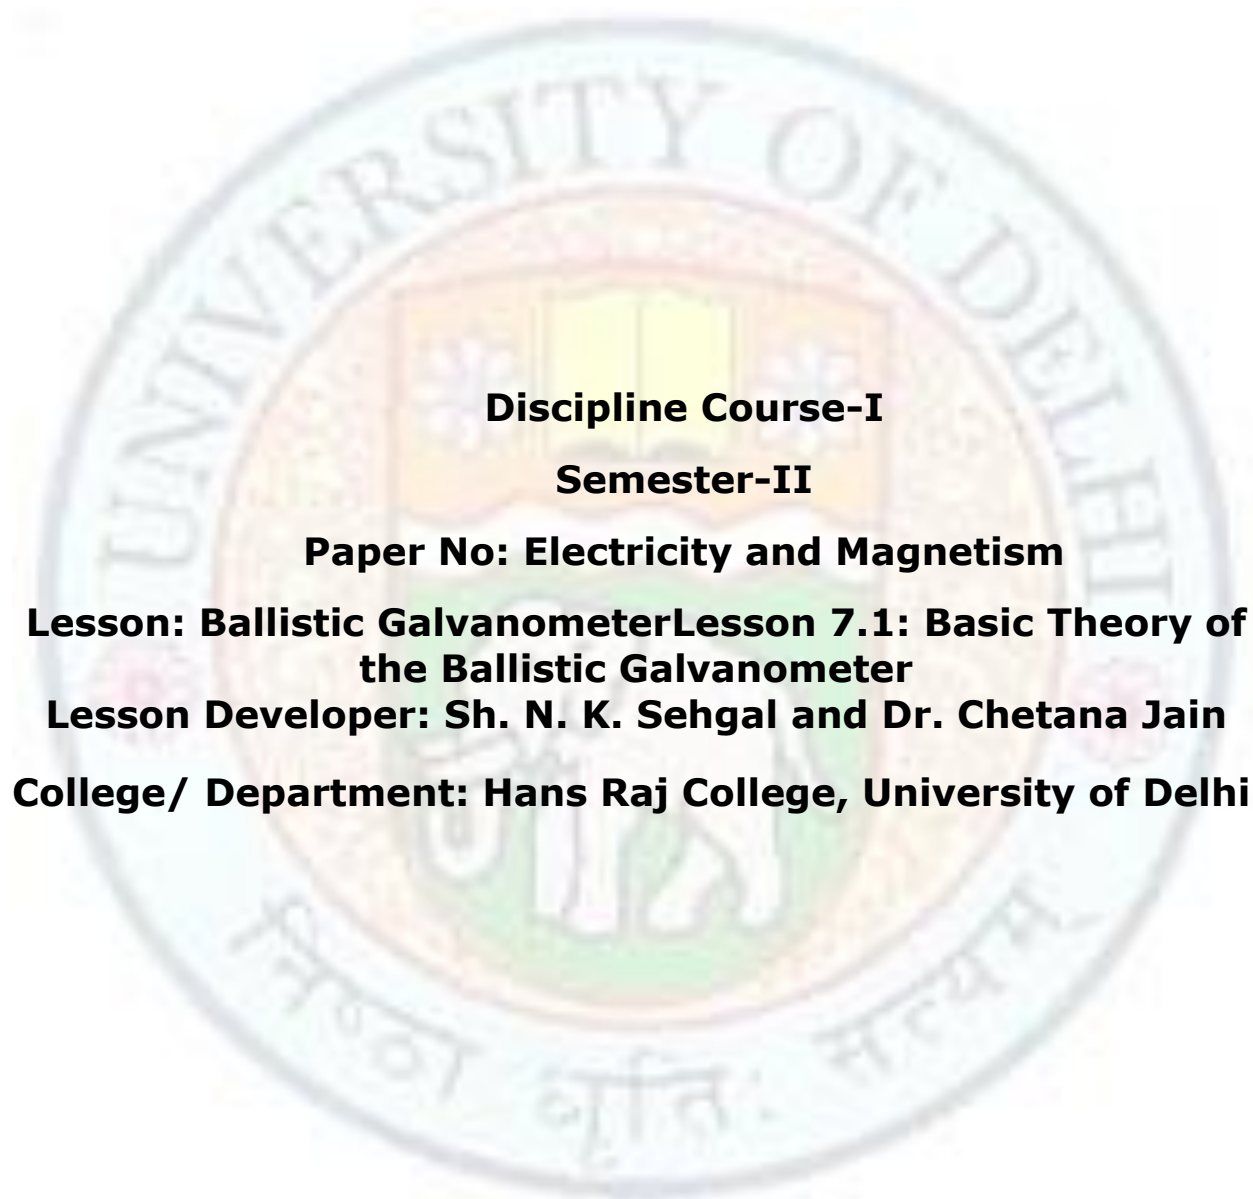 UNIVERSITY OF DELHI
Discipline Course-I
Semester-II
Paper No: Electricity and Magnetism
Lesson: Ballistic GalvanometerLesson 7.1: Basic Theory of
the Ballistic Galvanometer
Lesson Developer: Sh. N. K. Sehgal and Dr. Chetana Jain
College/ Department: Hans Raj College, University of Delhi